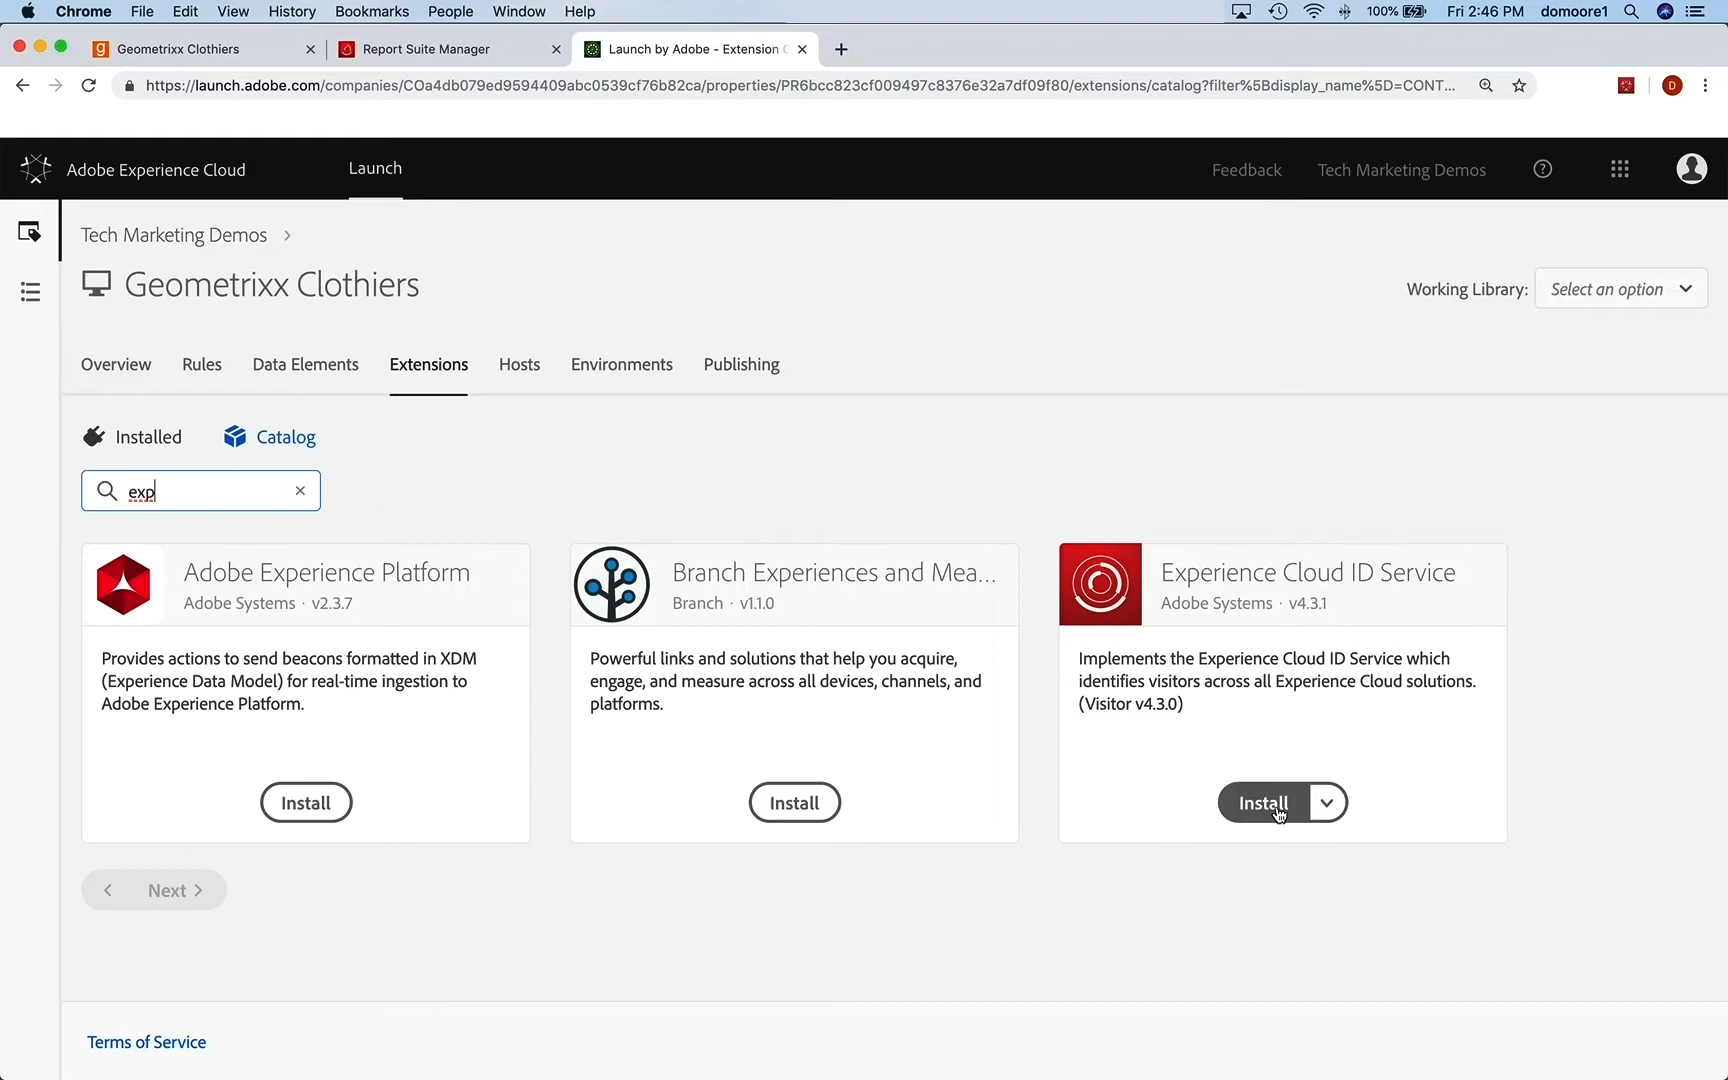 Chrome File Edit View History Bookmarks People Window Help 100% Fri 2:46 PM domoore1
g Geometrixx Clothiers Report Suite Manager Launch by Adobe - Extension
https://launch.adobe.com/companies/COa4db079ed9594409abc0539cf76b82ca/properties/PR6bcc823cf009497c8376e32a7df09f80/extensions/catalog?filter%5Bdisplay_name%5D=CONT... D
Adobe Experience Cloud Launch Feedback Tech Marketing Demos ?
Tech Marketing Demos
Geometrixx Clothiers
Working Library: Select an option
Overview Rules Data Elements Extensions Hosts Environments Publishing
Installed Catalog
exp
Adobe Experience Platform
Adobe Systems · v2.3.7
Provides actions to send beacons formatted in XDM
(Experience Data Model) for real-time ingestion to
Adobe Experience Platform.
Install
Branch Experiences and Mea...
Branch · v1.1.0
Powerful links and solutions that help you acquire,
engage, and measure across all devices, channels, and
platforms.
Install
Experience Cloud ID Service
Adobe Systems · v4.3.1
Implements the Experience Cloud ID Service which
identifies visitors across all Experience Cloud solutions.
(Visitor v4.3.0)
Install
Next
Terms of Service